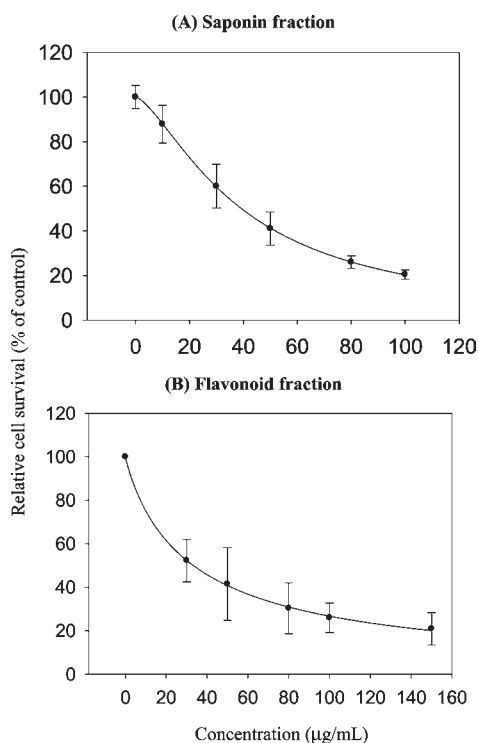 (A) Saponin fraction
120
100
80
60
40
20
0
0 20 40 60 80 100 120
(B) Flavonoid fraction
120
100
80
60
40
20
0
0 20 40 60 80 100 120 140 160
Relative cell survival (% of control)
Concentration (µg/mL)